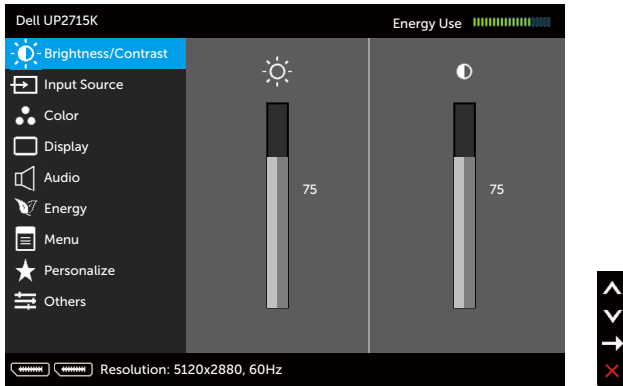 Dell UP2715K
Energy Use
Brightness/Contrast
Input Source
Color
Display
Audio
Energy
Menu
Personalize
Others
75
75
Resolution: 5120x2880, 60Hz